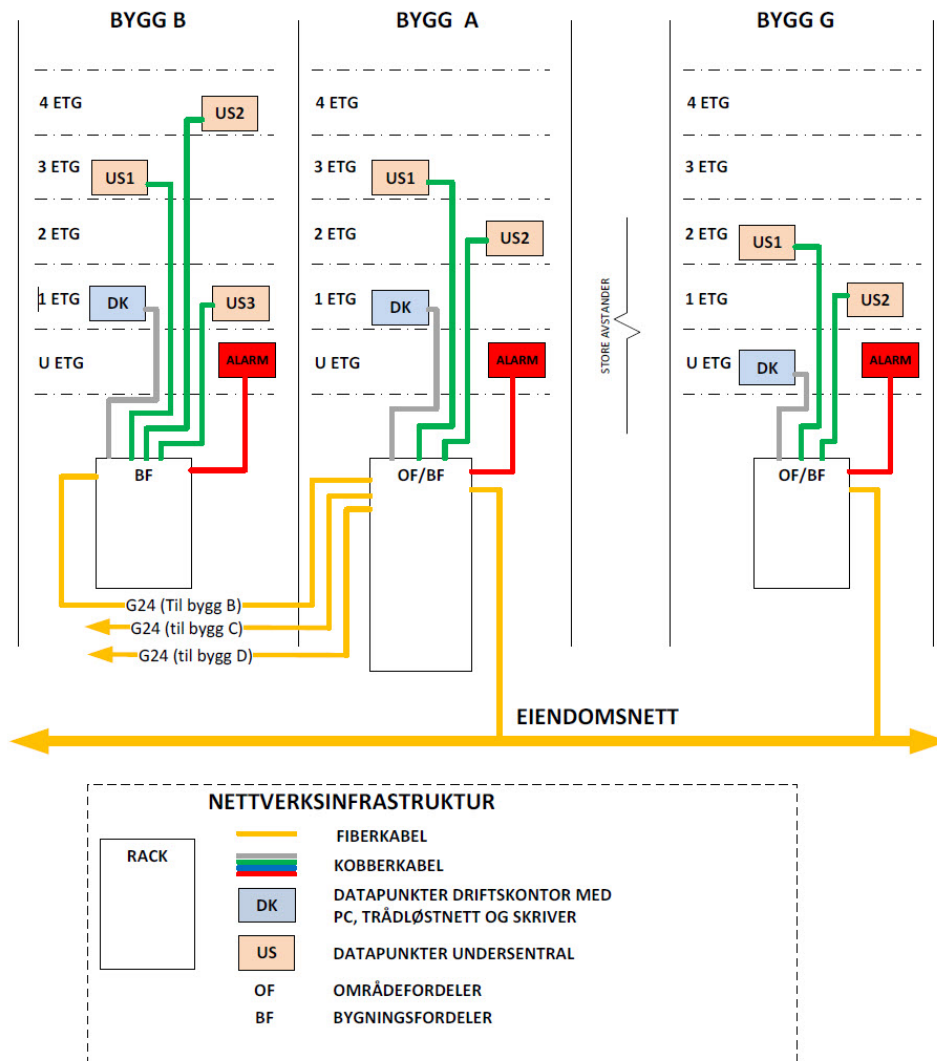 BYGG B
BYGG A
BYGG G
4 ETG
US2
4 ETG
4 ETG
3 ETG
US1
3 ETG
US1
3 ETG
2 ETG
2 ETG
US2
2 ETG
US1
1 ETG
DK
US3
1 ETG
DK
1 ETG
US2
STORE AVSTANDER
U ETG
ALARM
U ETG
ALARM
U ETG
DK
ALARM
BF
OF/BF
OF/BF
G24 (Til bygg B)
G24 (til bygg C)
G24 (til bygg D)
EIENDOMSNETT
NETTVERKSINFRASTRUKTUR
RACK
FIBERKABEL
KOBBERKABEL
DK
DATAPUNKTER DRIFTSKONTOR MED
PC, TRÅDLØSTNETT OG SKRIVER
US
DATAPUNKTER UNDERSENTRAL
OF
OMRÅDEFORDELER
BF
BYGNINGSFORDELER